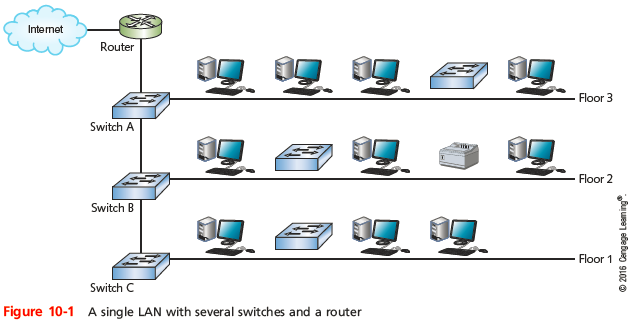 Internet
Router
Floor 3
Switch A
Floor 2
Switch B
Floor 1
Switch C
© 2016 Cengage Learning®.
Figure 10-1 A single LAN with several switches and a router